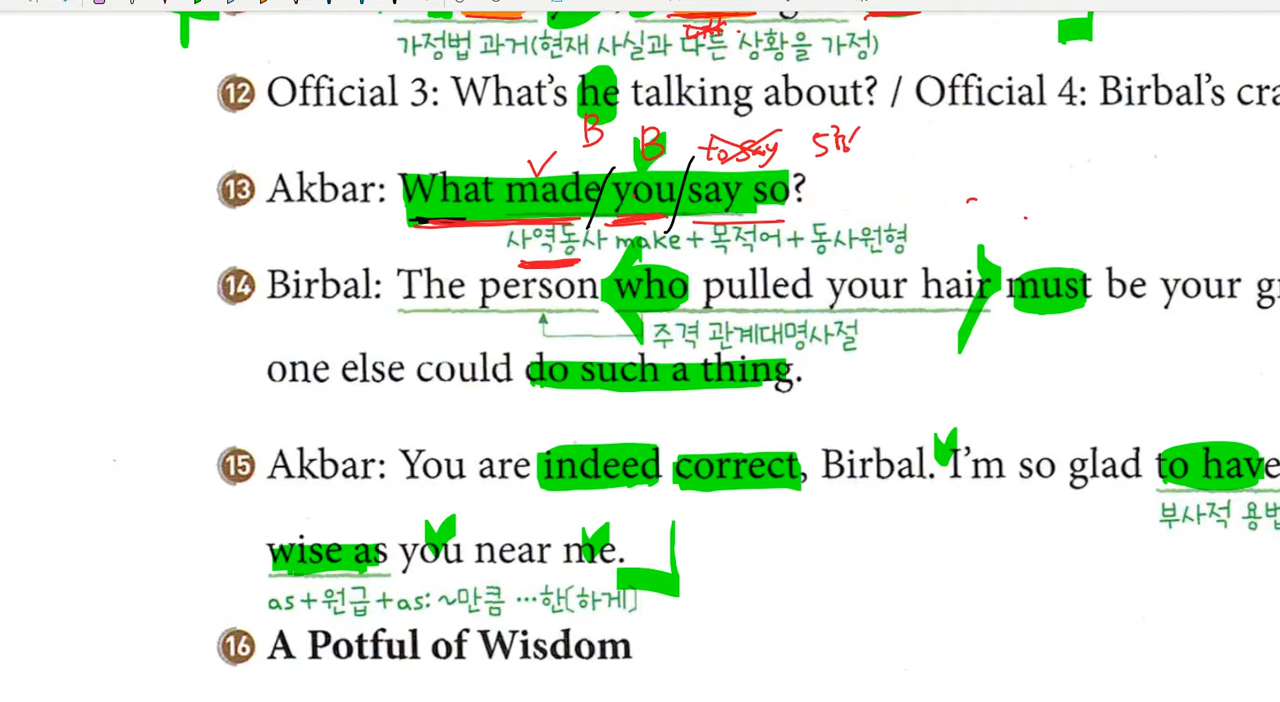 가정법 과거(현재 사실과 다른 상황을 가정)
12 Official 3: What's he talking about? / Official 4: Birbal's cra
B B to say 5형
13 Akbar: What made / you / say so?
사역동사 make + 목적어 + 동사원형
14 Birbal: The person who pulled your hair must be your g
주격 관계대명사절
one else could do such a thing.
15 Akbar: You are indeed correct, Birbal. I'm so glad to have
부사적 용법
wise as you near me.
as+원급+as: ~만큼 …한[하게]
16 A Potful of Wisdom